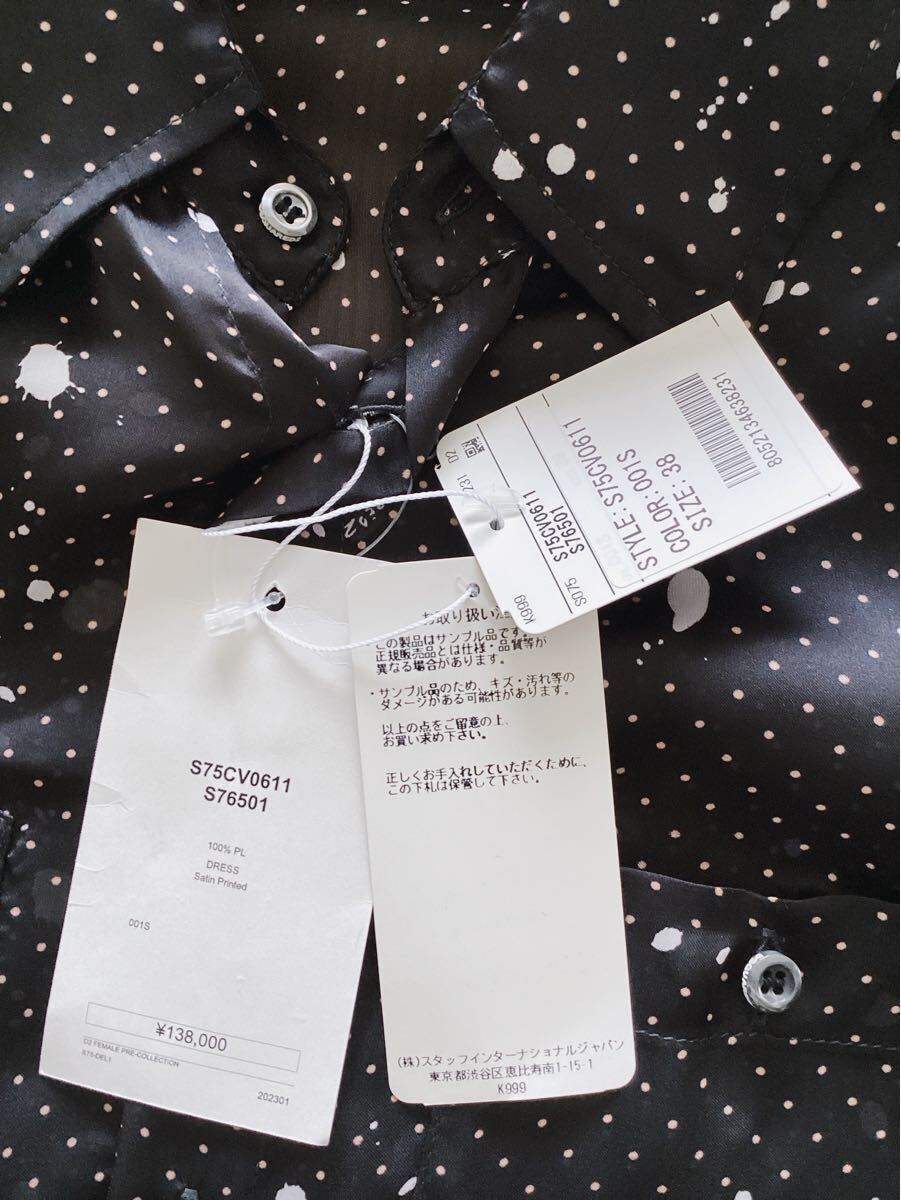 S75CV0611
S76501
100% PL
DRESS
Satin Printed
001S
¥138,000
D2 FEMALE PRE-COLLECTION
S75-DEL1
202301
お取り扱い注
この製品はサンプル品です。
正規販売品とは仕様・品質等が
異なる場合があります。
・サンプル品のため、キズ・汚れ等の
ダメージがある可能性があります。
以上の点をご留意の上、
お買い求め下さい。
正しくお手入れしていただくために、
この下札は保管して下さい。
(株)スタッフインターナショナルジャパン
東京都渋谷区恵比寿南1-15-1
K999
D2
231
S75CV0611
S76501
S075
K999
STYLE: S75CV0611
COLOR: 001S
SIZE: 38
8052134638231